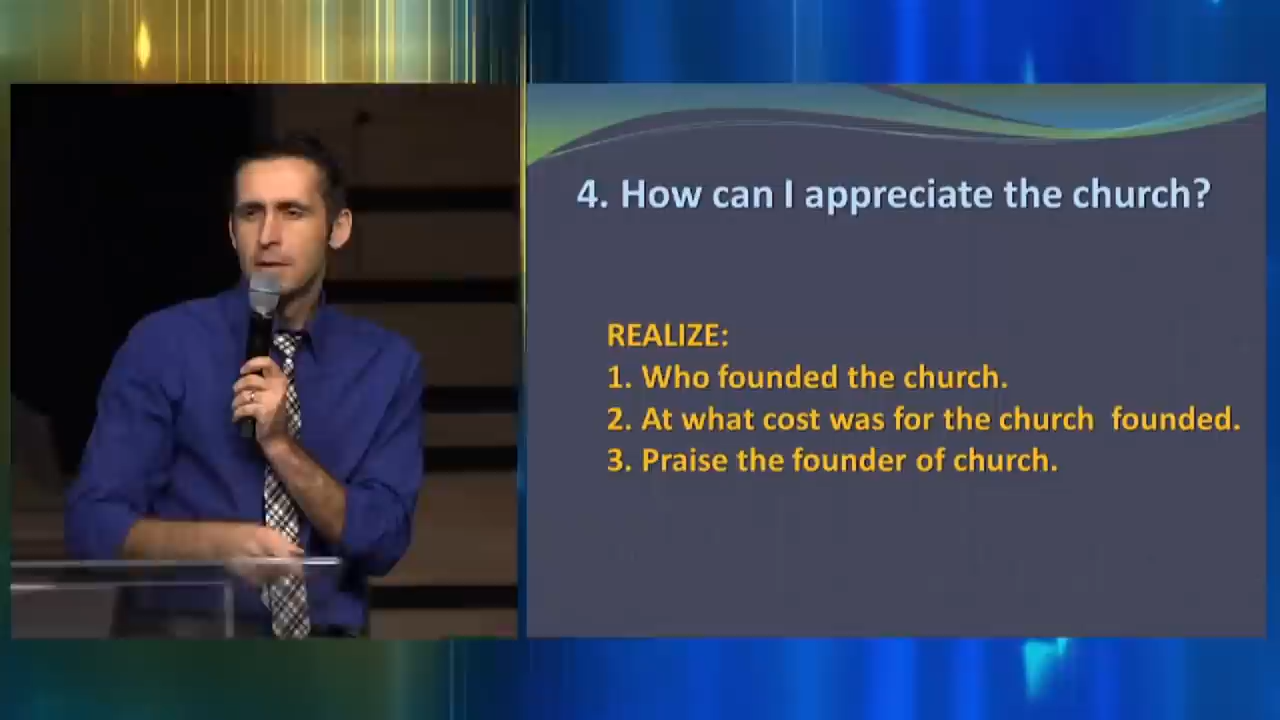 4. How can I appreciate the church?
REALIZE:
1. Who founded the church.
2. At what cost was for the church founded.
3. Praise the founder of church.